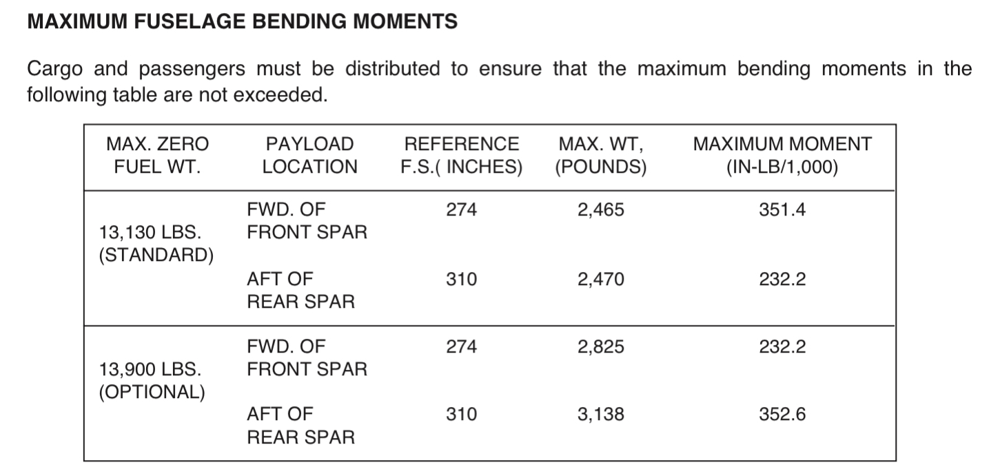 MAXIMUM FUSELAGE BENDING MOMENTS
Cargo and passengers must be distributed to ensure that the maximum bending moments in the
following table are not exceeded.
MAX. ZERO PAYLOAD REFERENCE MAX. WT, MAXIMUM MOMENT
FUEL WT. LOCATION F.S.( INCHES) (POUNDS) (IN-LB/1,000)
FWD. OF 274 2,465 351.4
13,130 LBS. FRONT SPAR
(STANDARD)
AFT OF 310 2,470 232.2
REAR SPAR
FWD. OF 274 2,825 232.2
13,900 LBS. FRONT SPAR
(OPTIONAL)
AFT OF 310 3,138 352.6
REAR SPAR